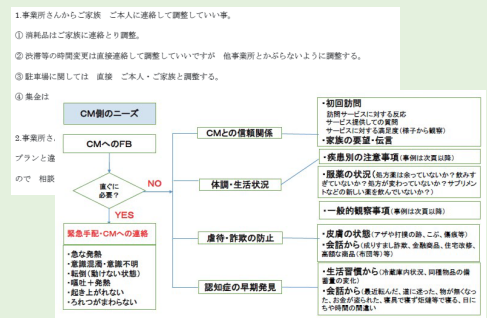 1.事業所さんからご家族　ご本人に連絡して調整していい事。
① 消耗品はご家族に連絡とり調整。
② 渋滞等の時間変更は直接連絡して調整していいですが　他事業所とかぶらないように調整する。
③ 駐車場に関しては　直接　ご本人・ご家族と調整する。
④ 集金は
2.事業所さ
プランと違
ので　相談
CM側のニーズ
CMへのFB
直ぐに
必要?
NO
YES
緊急手配・CMへの連絡
・急な発熱
・意識混濁・意識不明
・転倒(動けない状態)
・嘔吐+発熱
・起き上がれない
・ろれつがまわらない
CMとの信頼関係
・初回訪問
訪問サービスに対する反応
サービス提供しての質問
サービスに対する満足度(様子から観察)
・家族の要望・伝言
体調・生活状況
・疾患別の注意事項(事例は次頁以降)
・服薬の状況(処方薬は余っていないか?飲みす
ぎていないか?処方が変わっていないか?サプリメン
トなどの新しい薬を飲んでいないか?)
・一般的観察事項(事例は次頁以降)
虐待・詐欺の防止
・皮膚の状態(アザや打撲の跡、こぶ、傷痕等)
・会話から(成りすまし詐欺、金融商品、住宅改修、
高額な商品(布団等)等)
認知症の早期発見
・生活習慣から(冷蔵庫内状況、同種物品の備
蓄量の変化)
・会話から(最近転んだ、道に迷った、物が無くなっ
た、お金が盗られた、寝具で寝ず炬燵等で寝る、日に
ちや時間の間違い